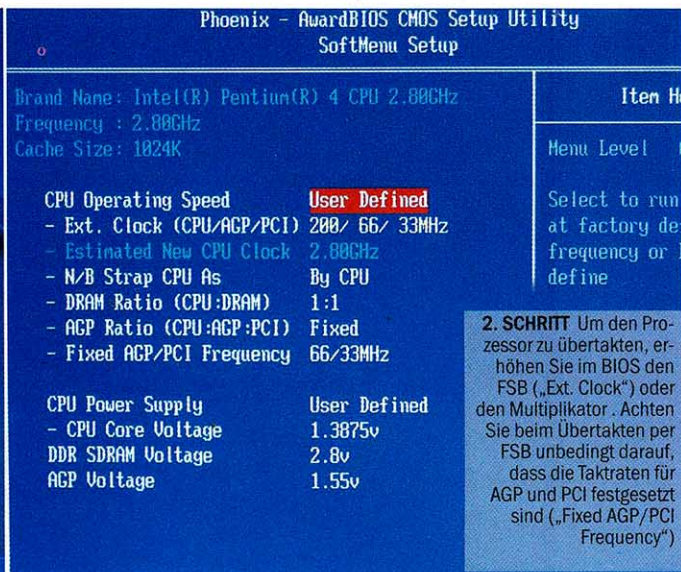 Phoenix - AwardBIOS CMOS Setup Utility
SoftMenu Setup
Brand Name: Intel(R) Pentium(R) 4 CPU 2.80GHz
Frequency : 2.80GHz
Cache Size: 1024K
CPU Operating Speed User Defined
- Ext. Clock (CPU/AGP/PCI) 200/ 66/ 33MHz
- Estimated New CPU Clock 2.80GHz
- N/B Strap CPU As By CPU
- DRAM Ratio (CPU:DRAM) 1:1
- AGP Ratio (CPU:AGP:PCI) Fixed
- Fixed AGP/PCI Frequency 66/33MHz
CPU Power Supply User Defined
- CPU Core Voltage 1.3875v
DDR SDRAM Voltage 2.8v
AGP Voltage 1.55v
Item He
Menu Level
Select to run
at factory de
frequency or
define
2. SCHRITT Um den Pro-
zessor zu übertakten, er-
höhen Sie im BIOS den
FSB („Ext. Clock“) oder
den Multiplikator . Achten
Sie beim Übertakten per
FSB unbedingt darauf,
dass die Taktraten für
AGP und PCI festgesetzt
sind („Fixed AGP/PCI
Frequency“)